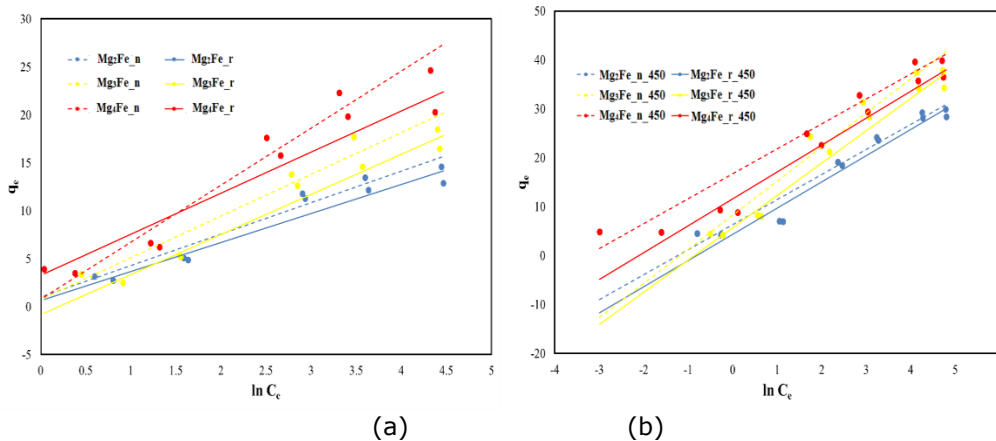 30
25
20
15
10
5
0
-5
qe
Mg₂Fe_n Mg₂Fe_r
Mg₃Fe_n Mg₃Fe_r
Mg₄Fe_n Mg₄Fe_r
0 0.5 1 1.5 2 2.5 3 3.5 4 4.5 5
ln Cₑ
(a)
50
40
30
20
10
0
-10
-20
qe
Mg₂Fe_n_450 Mg₂Fe_r_450
Mg₃Fe_n_450 Mg₃Fe_r_450
Mg₄Fe_n_450 Mg₄Fe_r_450
-4 -3 -2 -1 0 1 2 3 4 5 6
ln Cₑ
(b)